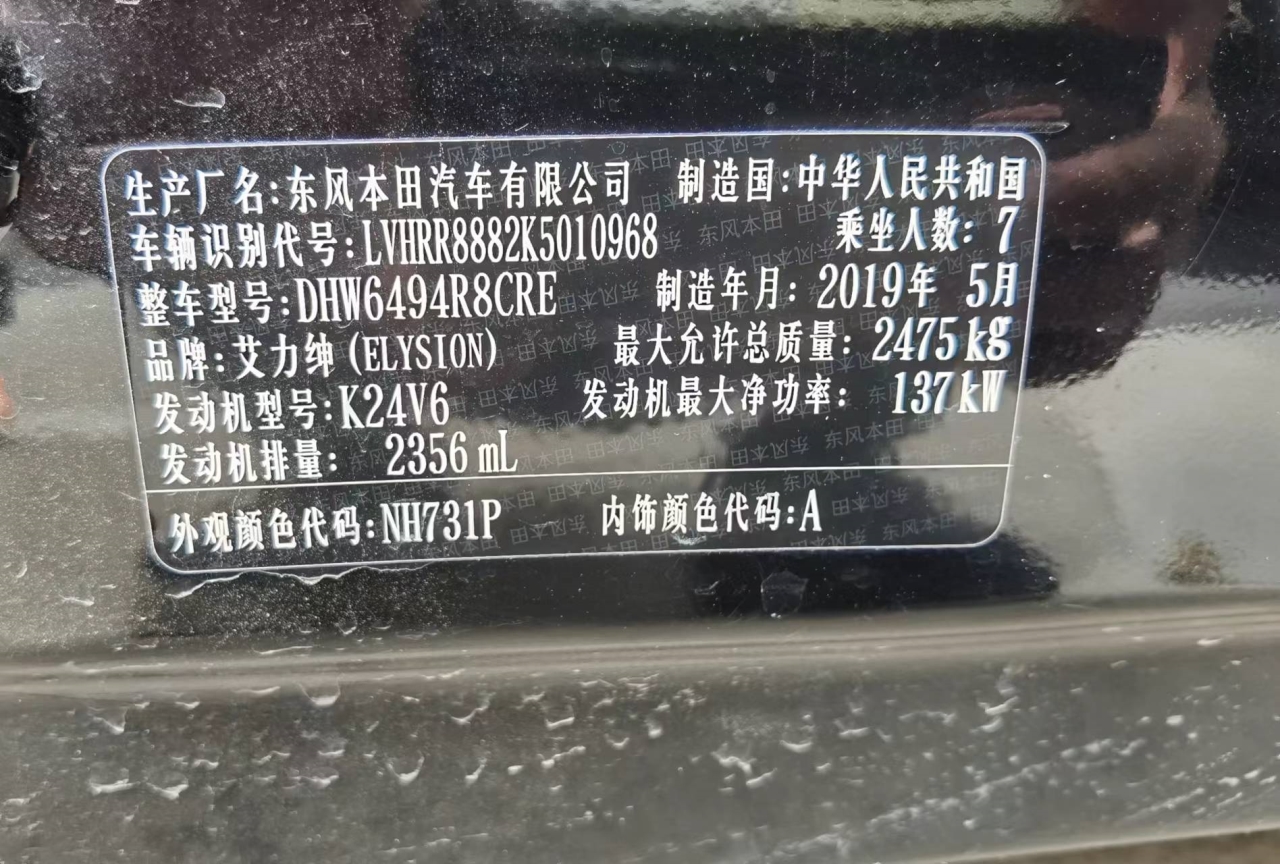 生产厂名:东风本田汽车有限公司 制造国:中华人民共和国
车辆识别代号:LVHRR8882K5010968 乘坐人数:7
整车型号:DHW6494R8CRE 制造年月:2019年 5月
品牌:艾力绅(ELYSION) 最大允许总质量:2475kg
发动机型号:K24V6 发动机最大净功率:137kW
发动机排量:2356mL
外观颜色代码:NH731P 内饰颜色代码:A